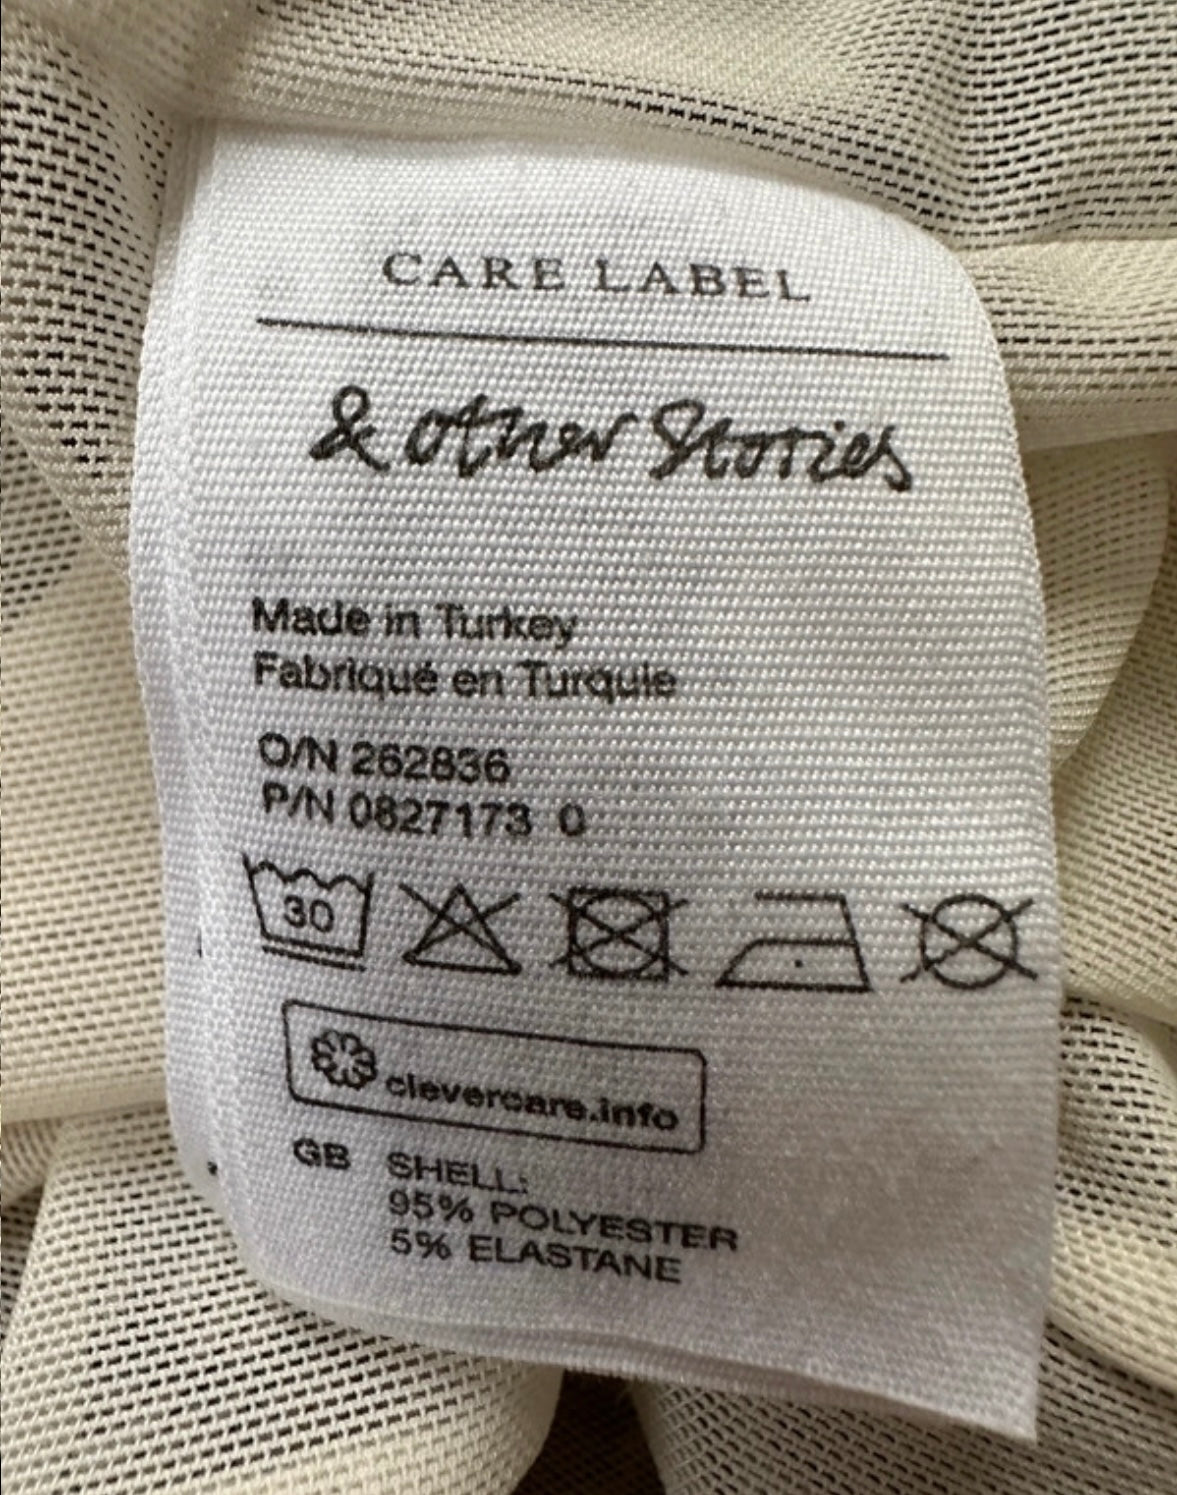 CARE LABEL
& other Stories
Made in Turkey
Fabriqué en Turquie
O/N 262836
P/N 0827173 0
30
clevercare.info
GB SHELL:
95% POLYESTER
5% ELASTANE